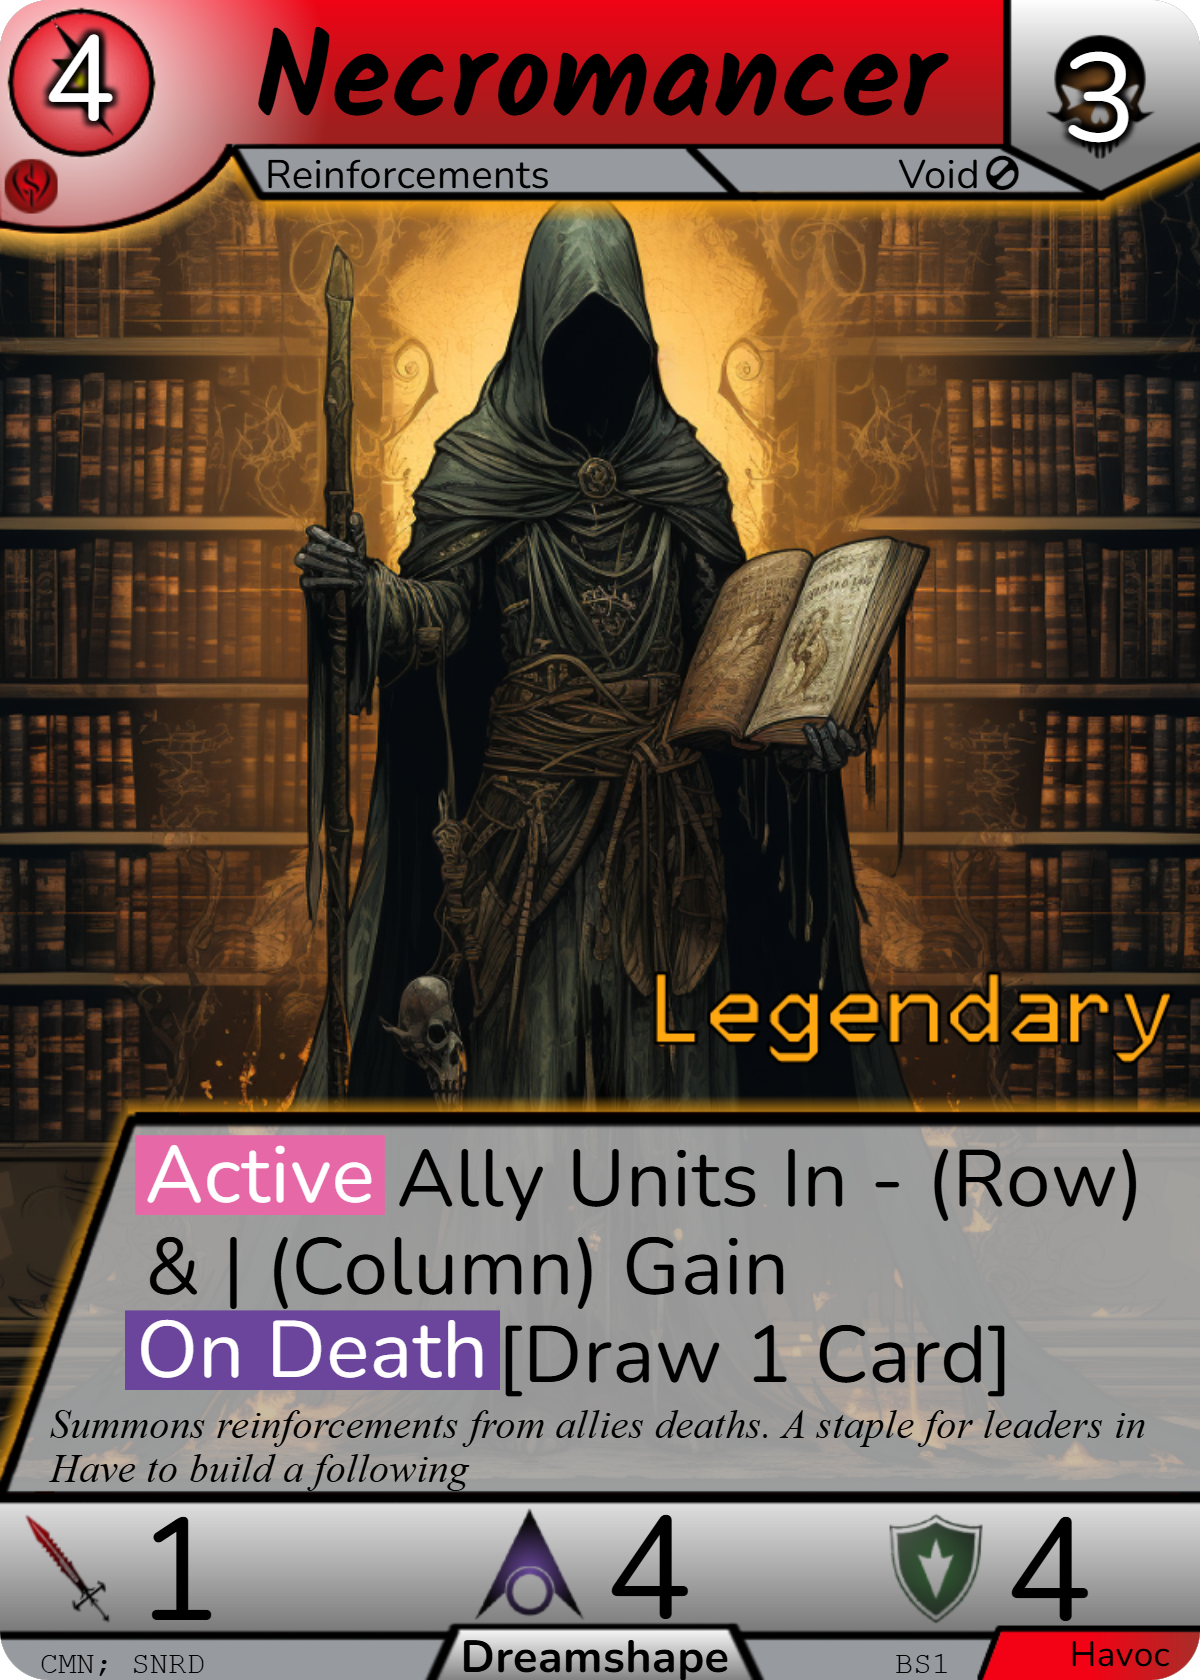 4 Necromancer 3
Reinforcements Void
Legendary
Active Ally Units In - (Row)
& | (Column) Gain
On Death [Draw 1 Card]
Summons reinforcements from allies deaths. A staple for leaders in
Have to build a following
1 4 4
CMN; SNRD Dreamshape BS1 Havoc